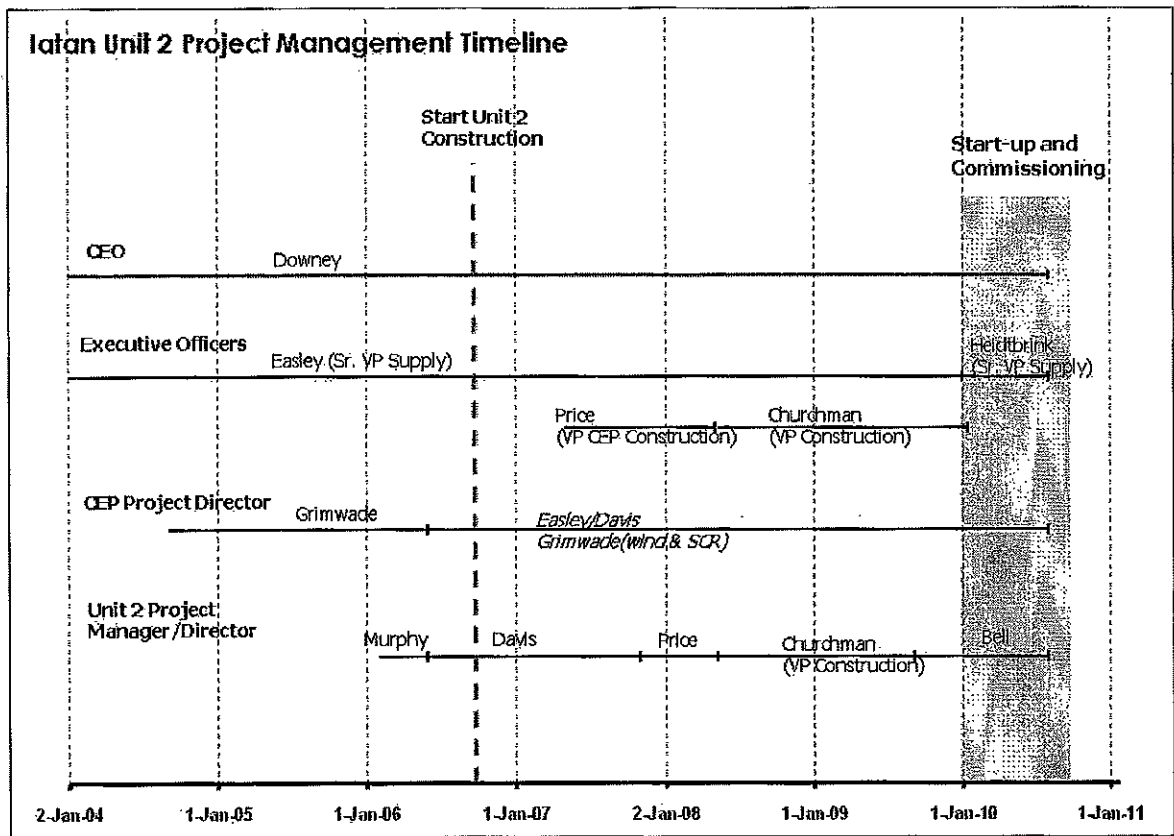 Iatan Unit 2 Project Management Timeline
Start Unit 2
Construction
Start-up and
Commissioning
CEO
Downey
Executive Officers
Easley (Sr. VP Supply)
Heidtbrink
(Sr. VP Supply)
Price
(VP CEP Construction)
Churchman
(VP Construction)
CEP Project Director
Grimwade
Easley/Davis
Grimwade(wind & SCR)
Unit 2 Project
Manager/Director
Murphy
Davis
Price
Churchman
(VP Construction)
Bell
2-Jan-04
1-Jan-05
1-Jan-06
1-Jan-07
2-Jan-08
1-Jan-09
1-Jan-10
1-Jan-11